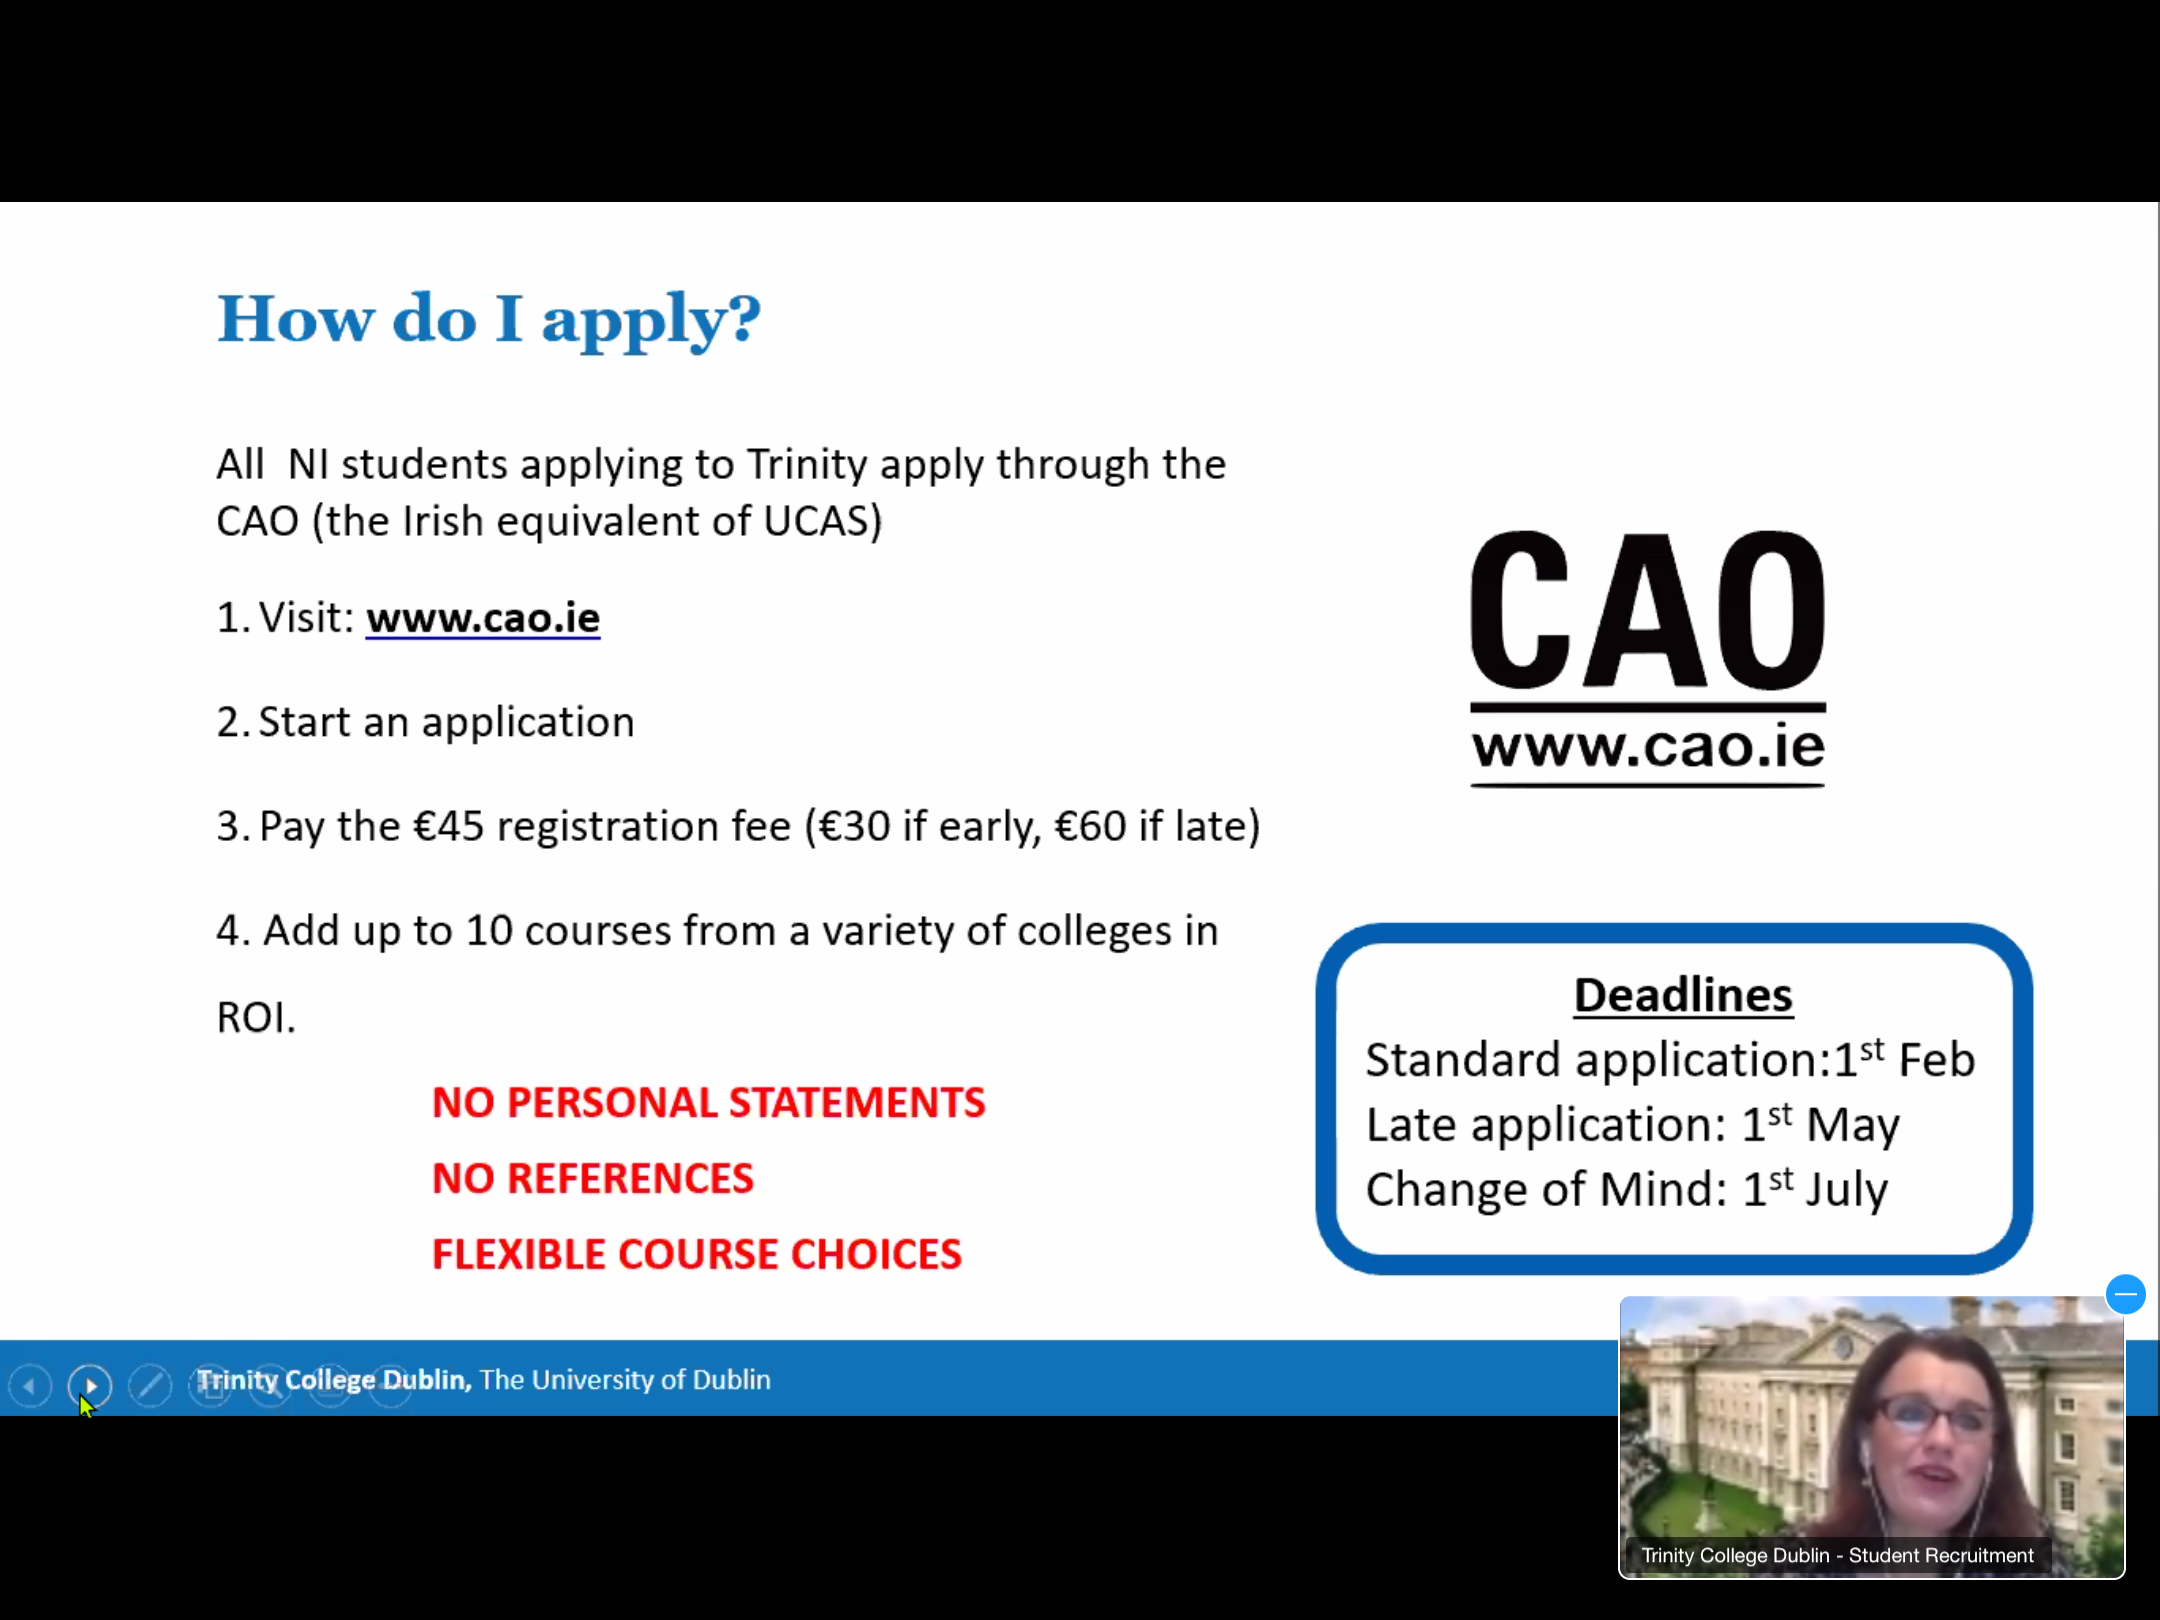 How do I apply?
All NI students applying to Trinity apply through the
CAO (the Irish equivalent of UCAS)
1. Visit: www.cao.ie
2. Start an application
3. Pay the €45 registration fee (€30 if early, €60 if late)
4. Add up to 10 courses from a variety of colleges in
ROI.
NO PERSONAL STATEMENTS
NO REFERENCES
FLEXIBLE COURSE CHOICES
CAO
www.cao.ie
Deadlines
Standard application:1st Feb
Late application: 1st May
Change of Mind: 1st July
Trinity College Dublin, The University of Dublin
Trinity College Dublin - Student Recruitment